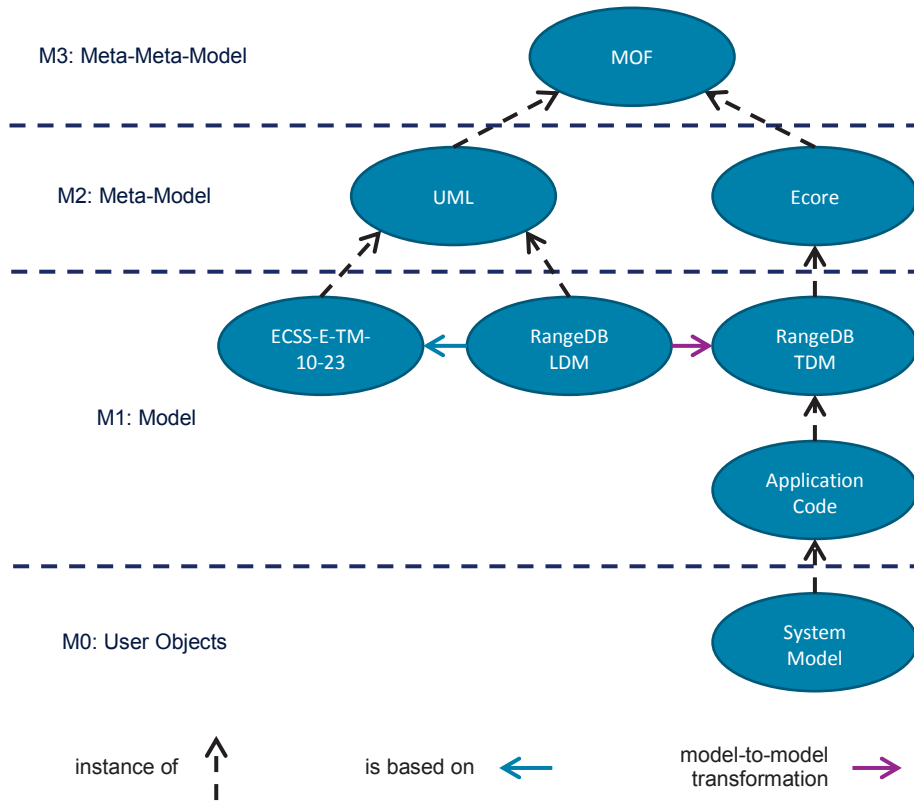 M3: Meta-Meta-Model
MOF
M2: Meta-Model
UML
Ecore
ECSS-E-TM-
10-23
RangeDB
LDM
RangeDB
TDM
M1: Model
Application
Code
M0: User Objects
System
Model
instance of
is based on
model-to-model
transformation